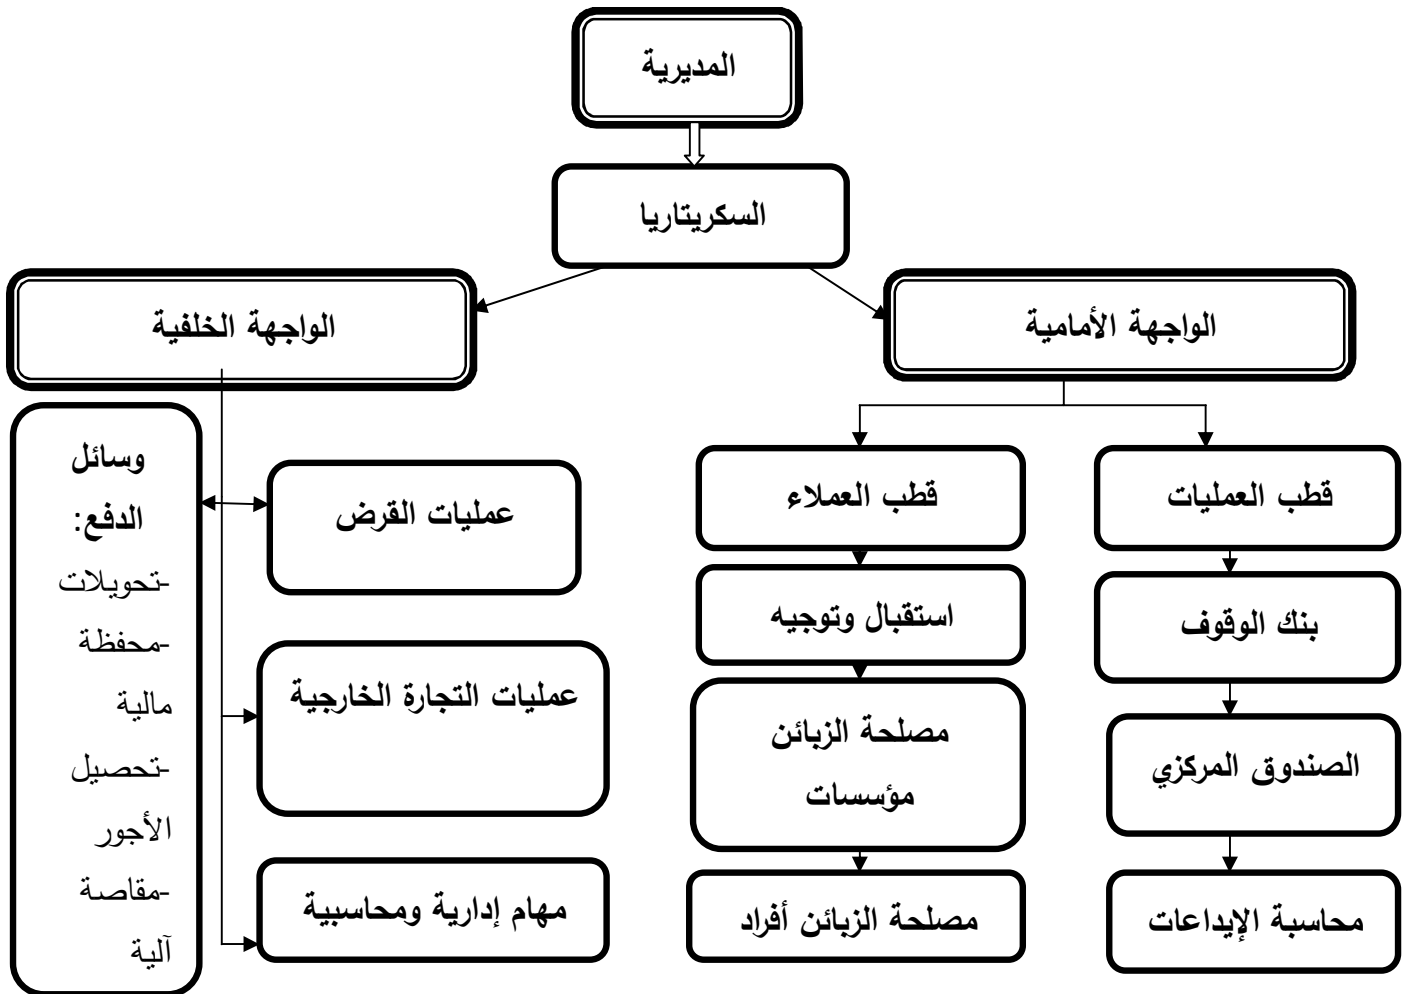 المديرية
السكريتاريا
الواجهة الأمامية
الواجهة الخلفية
قطب العمليات
بنك الوقوف
الصندوق المركزي
محاسبة الإيداعات
قطب العملاء
استقبال وتوجيه
مصلحة الزبائن
مؤسسات
مصلحة الزبائن أفراد
عمليات القرض
عمليات التجارة الخارجية
مهام إدارية ومحاسبية
وسائل
الدفع:
-تحويلات
-محفظة
مالية
-تحصيل
الأجور
-مقاصة
آلية